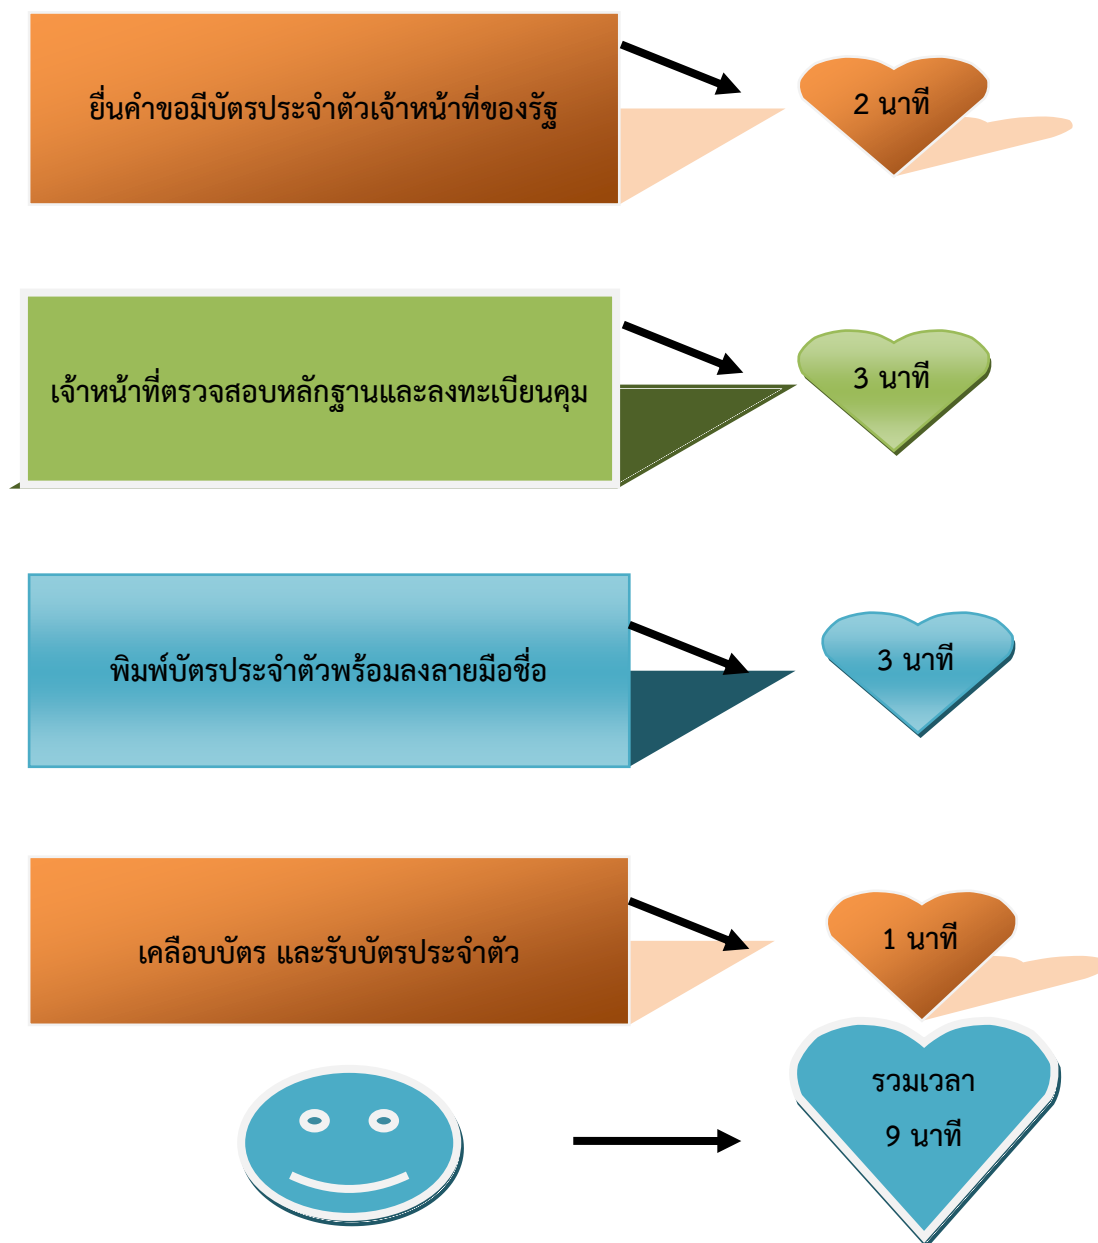 ยื่นคำขอมีบัตรประจำตัวเจ้าหน้าที่ของรัฐ
2 นาที
เจ้าหน้าที่ตรวจสอบหลักฐานและลงทะเบียนคุม
3 นาที
พิมพ์บัตรประจำตัวพร้อมลงลายมือชื่อ
3 นาที
เคลือบบัตร และรับบัตรประจำตัว
1 นาที
รวมเวลา
9 นาที